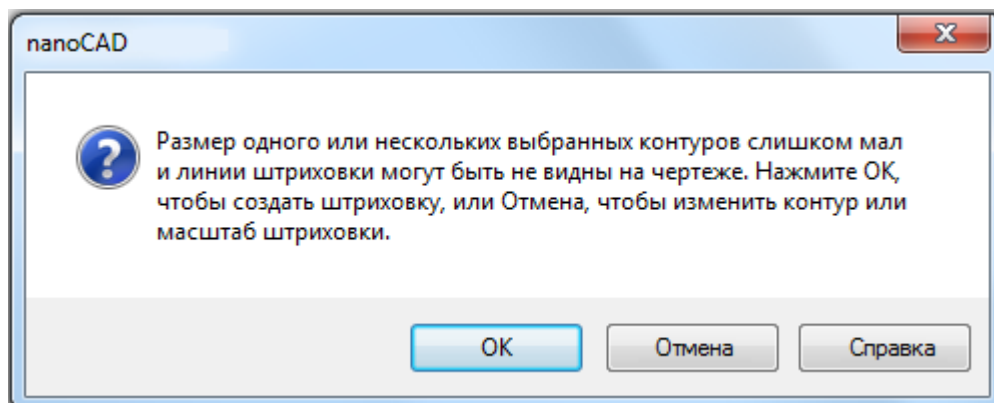 nanoCAD
Размер одного или нескольких выбранных контуров слишком мал
и линии штриховки могут быть не видны на чертеже. Нажмите ОК,
чтобы создать штриховку, или Отмена, чтобы изменить контур или
масштаб штриховки.
ОК Отмена Справка